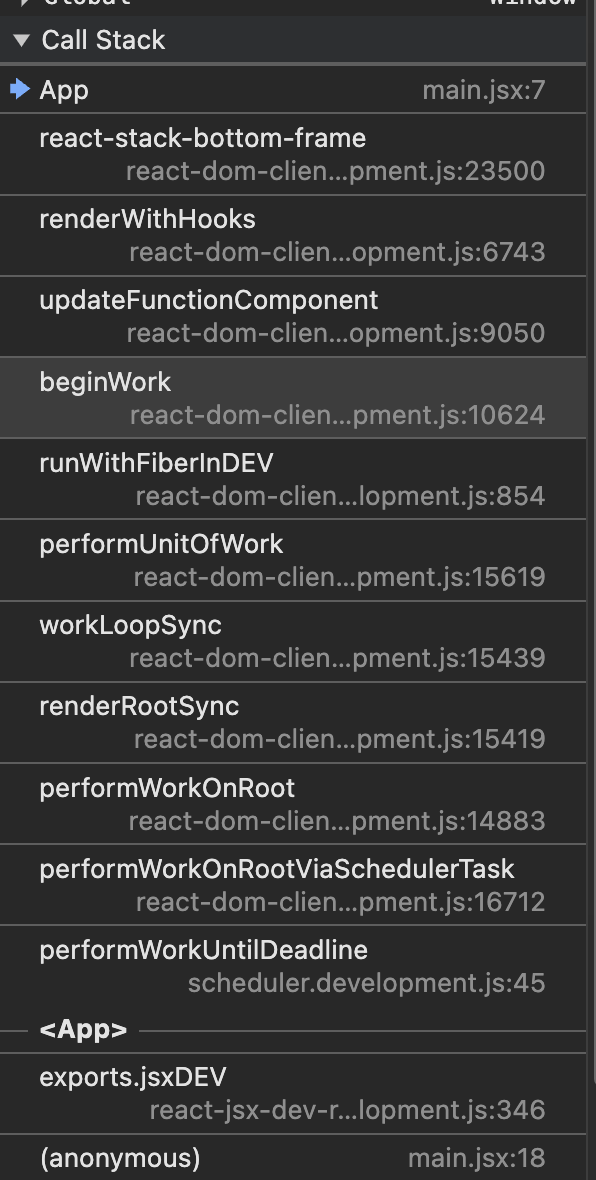 Global Window
Call Stack
App main.jsx:7
react-stack-bottom-frame
react-dom-clien...pment.js:23500
renderWithHooks
react-dom-clien...opment.js:6743
updateFunctionComponent
react-dom-clien...opment.js:9050
beginWork
react-dom-clien...pment.js:10624
runWithFiberInDEV
react-dom-clien...lopment.js:854
performUnitOfWork
react-dom-clien...pment.js:15619
workLoopSync
react-dom-clien...pment.js:15439
renderRootSync
react-dom-clien...pment.js:15419
performWorkOnRoot
react-dom-clien...pment.js:14883
performWorkOnRootViaSchedulerTask
react-dom-clien...pment.js:16712
performWorkUntilDeadline
scheduler.development.js:45
<App>
exports.jsxDEV
react-jsx-dev-r...lopment.js:346
(anonymous) main.jsx:18